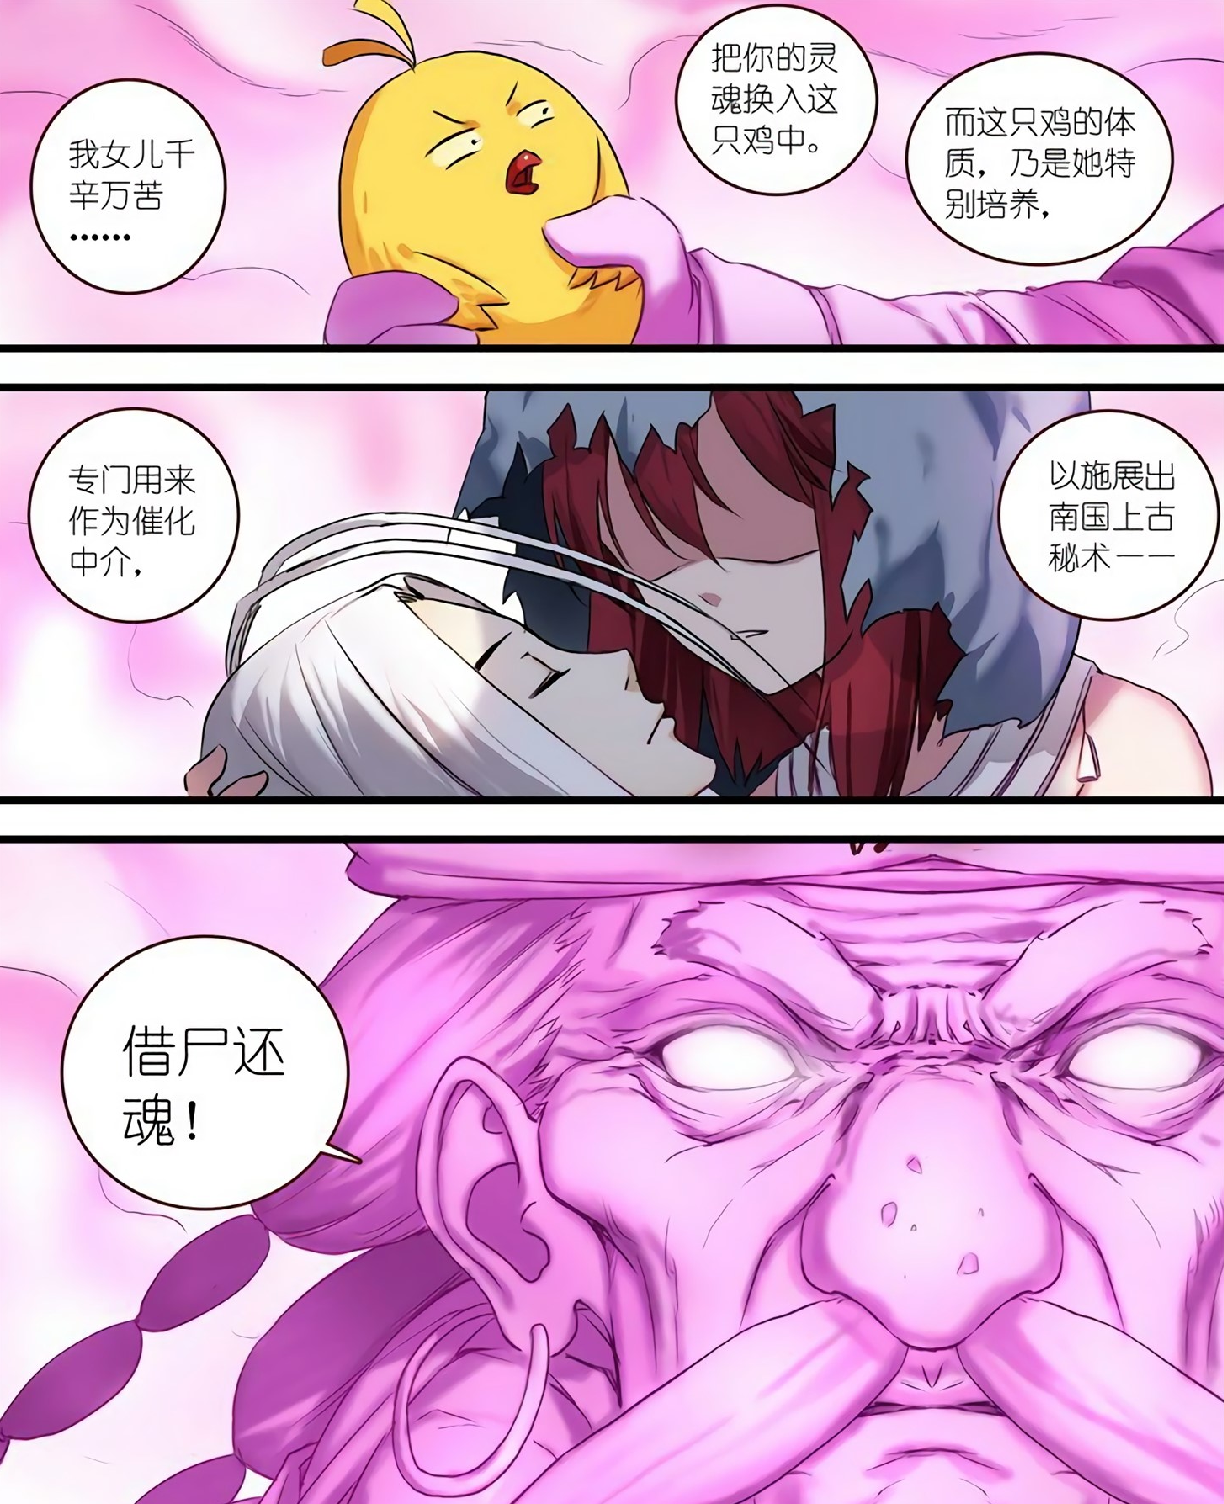 我女儿千
辛万苦
……
把你的灵
魂换入这
只鸡中。
而这只鸡的体
质，乃是她特
别培养，
专门用来
作为催化
中介，
以施展出
南国上古
秘术——
借尸还
魂！